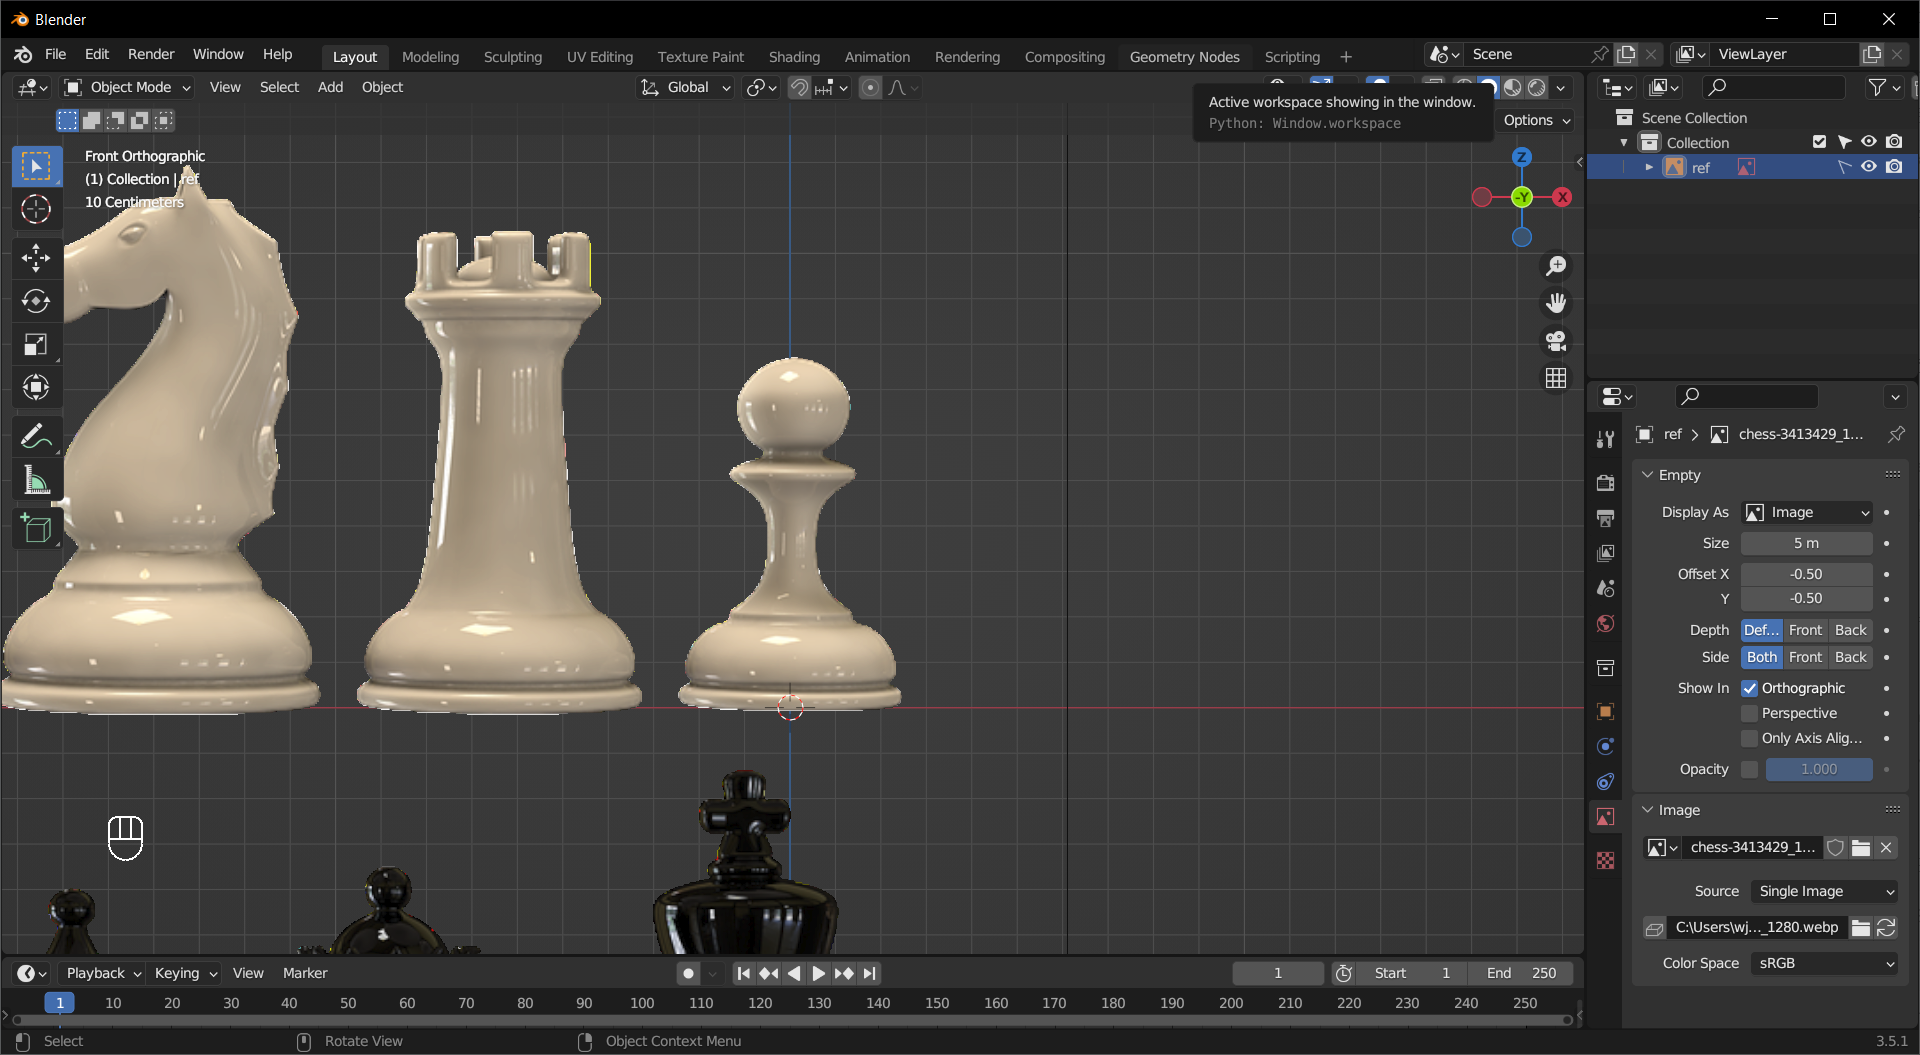 Blender
File Edit Render Window Help Layout Modeling Sculpting UV Editing Texture Paint Shading Animation Rendering Compositing Geometry Nodes Scripting + Scene ViewLayer
Object Mode View Select Add Object Global
Active workspace showing in the window.
Python: Window.workspace
Options
Front Orthographic
(1) Collection | ref
10 Centimeters
Z
-Y
X
Scene Collection
Collection
ref
ref > chess-3413429_1...
Empty
Display As Image
Size 5 m
Offset X -0.50
Y -0.50
Depth Def... Front Back
Side Both Front Back
Show In Orthographic
Perspective
Only Axis Alig...
Opacity 1.000
Image
chess-3413429_1...
Source Single Image
C:\Users\wj..._1280.webp
Color Space sRGB
Playback Keying View Marker 1 Start 1 End 250
1 10 20 30 40 50 60 70 80 90 100 110 120 130 140 150 160 170 180 190 200 210 220 230 240 250
Select Rotate View Object Context Menu 3.5.1